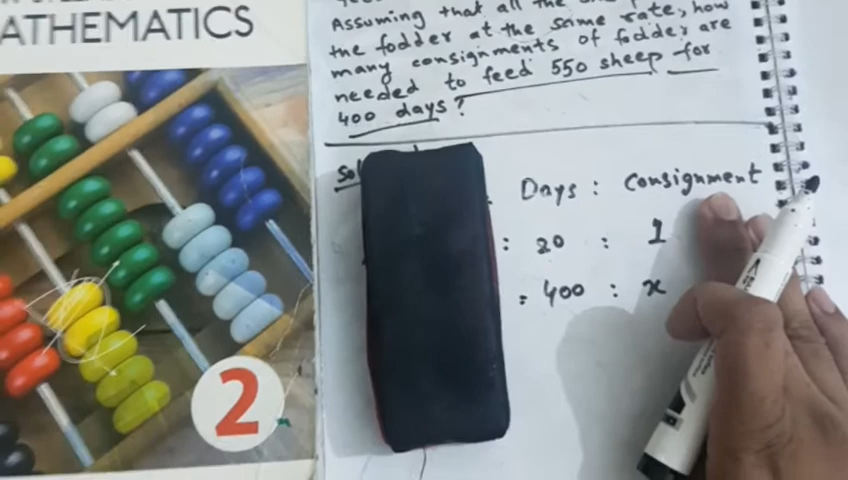 ATHEMATICS
2
Assuming that all the
the fodder at the same rate, how
many consignments of fodder are
needed to feed 550 sheep for
400 days?
Sol
Days : Consignment
: 20 : 1
: 400 : x